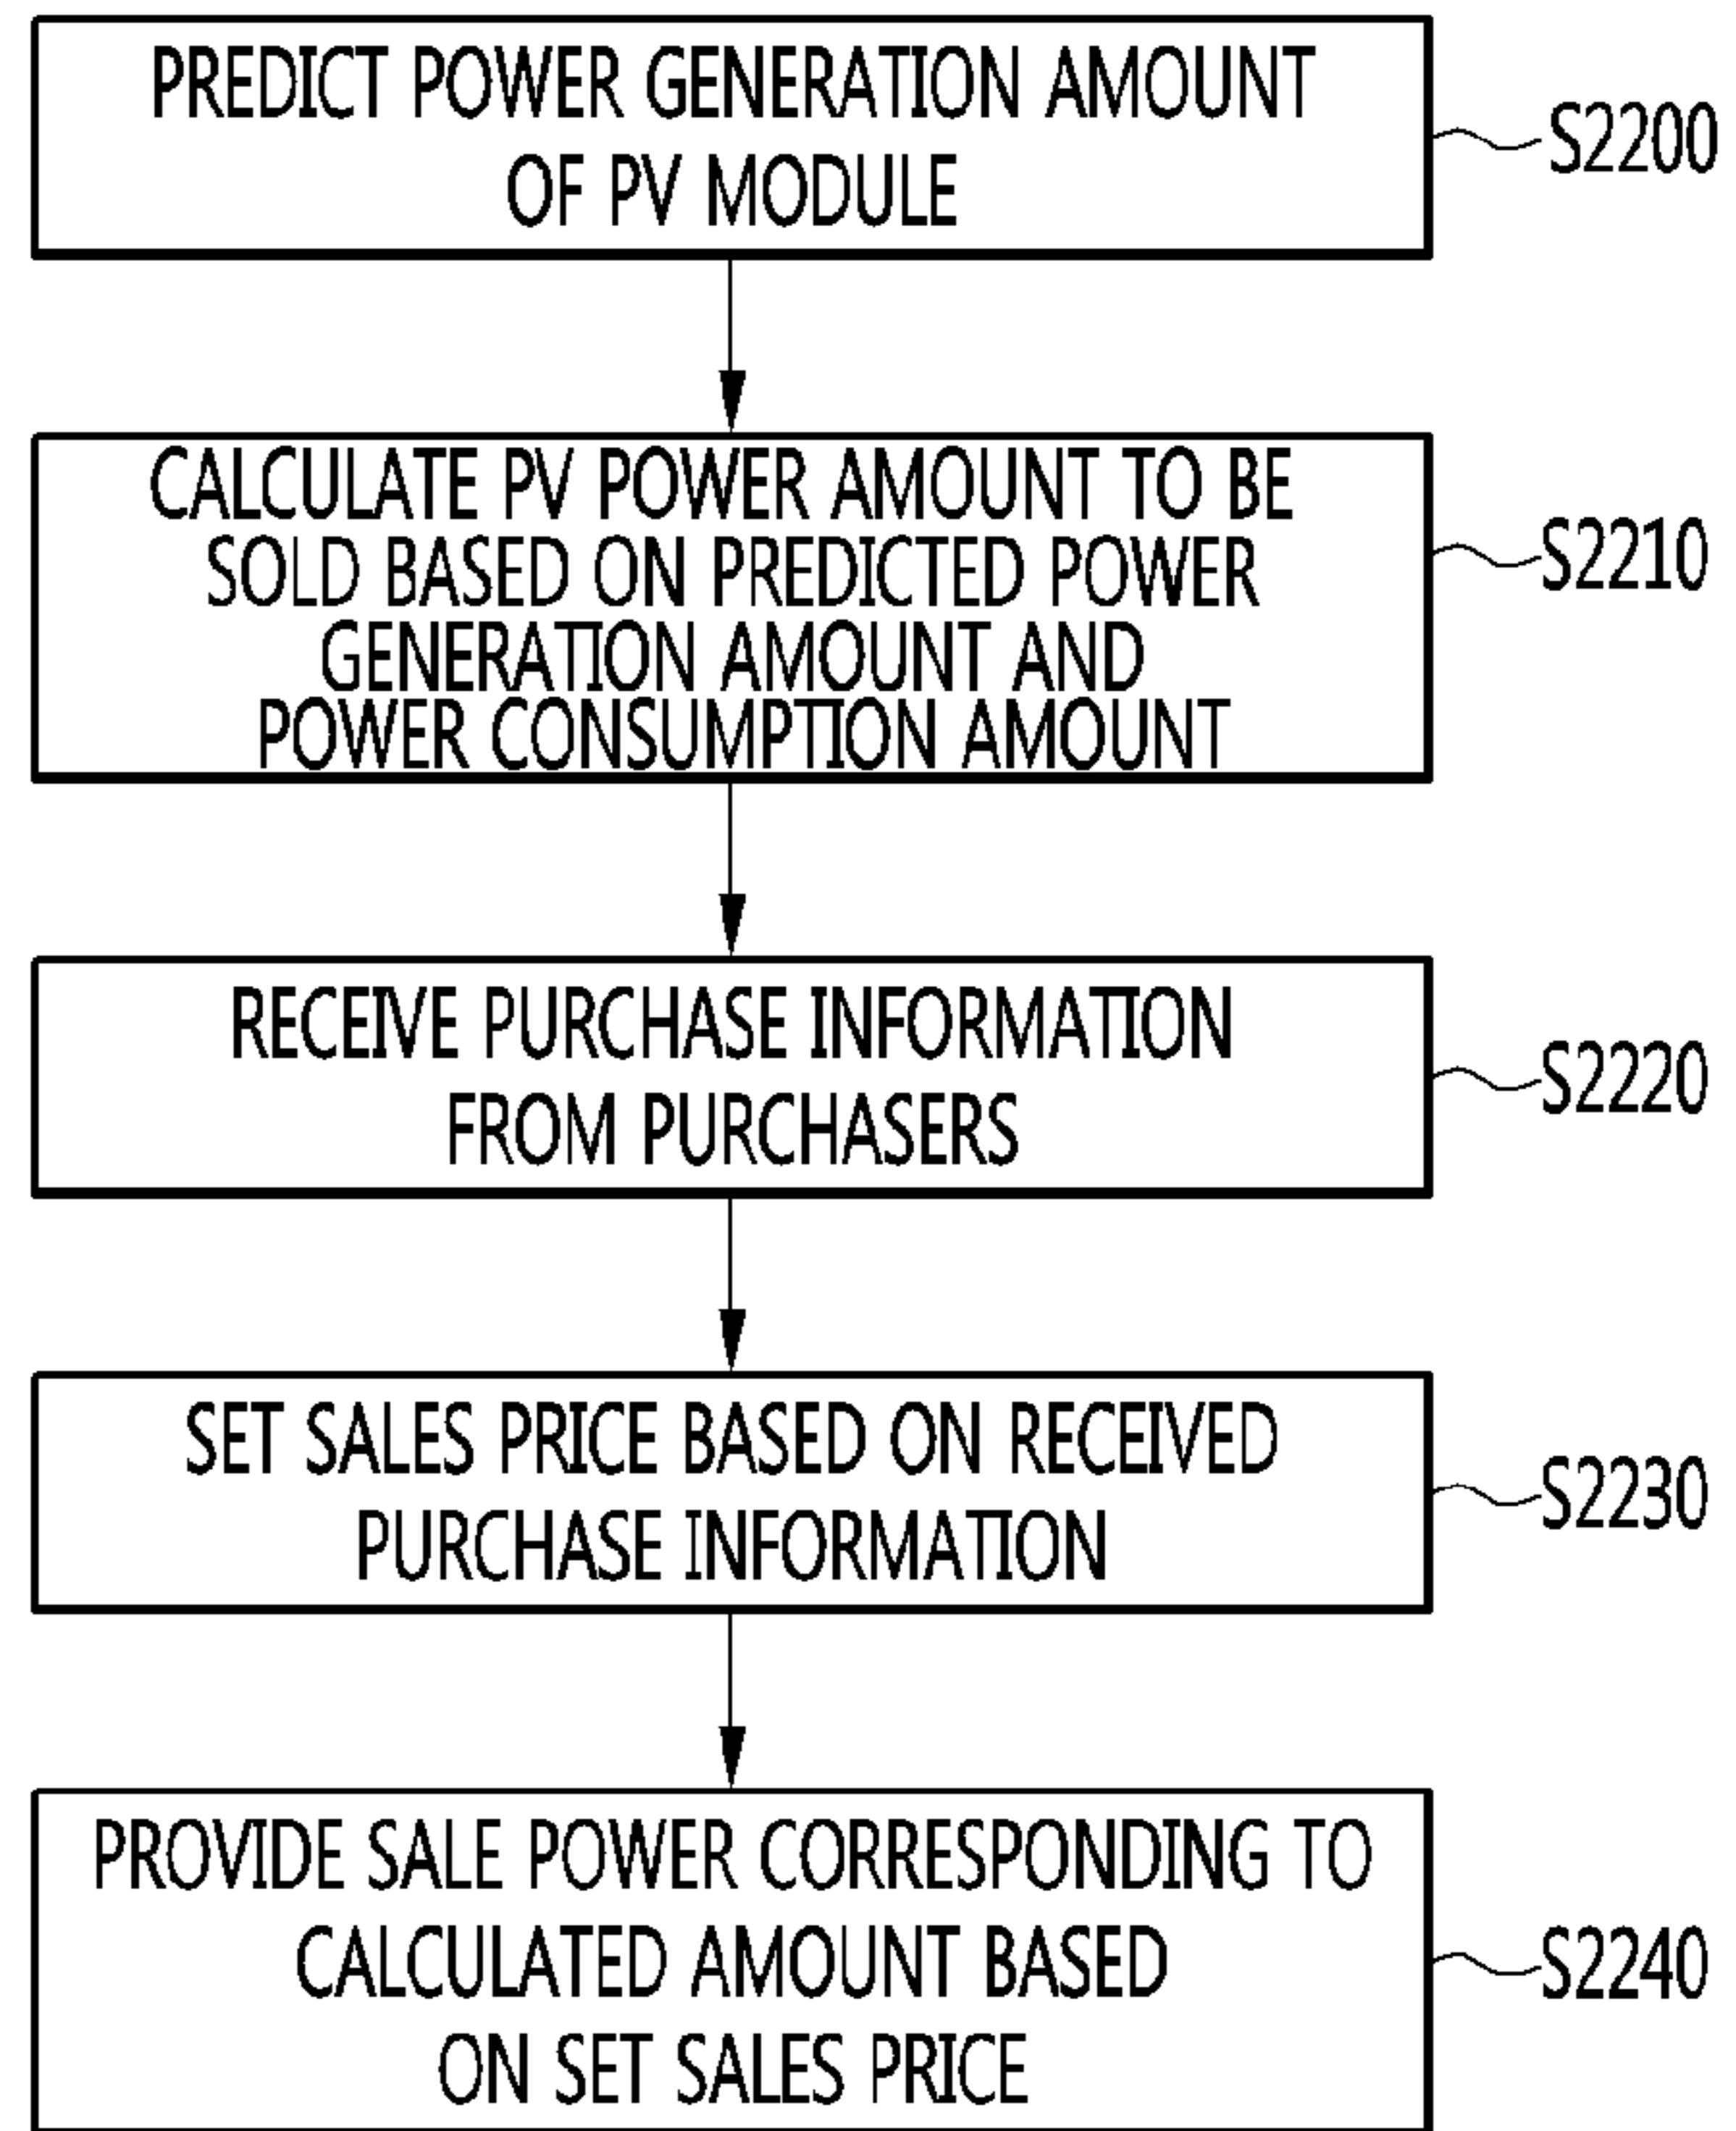 PREDICT POWER GENERATION AMOUNT
OF PV MODULE
S2200
CALCULATE PV POWER AMOUNT TO BE
SOLD BASED ON PREDICTED POWER
GENERATION AMOUNT AND
POWER CONSUMPTION AMOUNT
S2210
RECEIVE PURCHASE INFORMATION
FROM PURCHASERS
S2220
SET SALES PRICE BASED ON RECEIVED
PURCHASE INFORMATION
S2230
PROVIDE SALE POWER CORRESPONDING TO
CALCULATED AMOUNT BASED
ON SET SALES PRICE
S2240